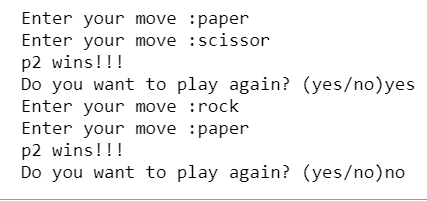 Enter your move :paper
Enter your move :scissor
p2 wins!!!
Do you want to play again? (yes/no)yes
Enter your move :rock
Enter your move :paper
p2 wins!!!
Do you want to play again? (yes/no)no